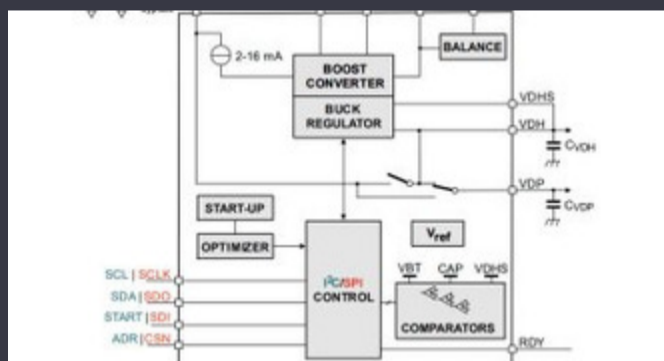 2-16 mA
BALANCE
BOOST
CONVERTER
BUCK
REGULATOR
VDHS
VDH
CVDH
VDP
CVDP
START-UP
OPTIMIZER
Vref
I²C/SPI
CONTROL
VBT CAP VDHS
COMPARATORS
SCL | SCLK
SDA | SDO
START | SDI
ADR | CSN
RDY